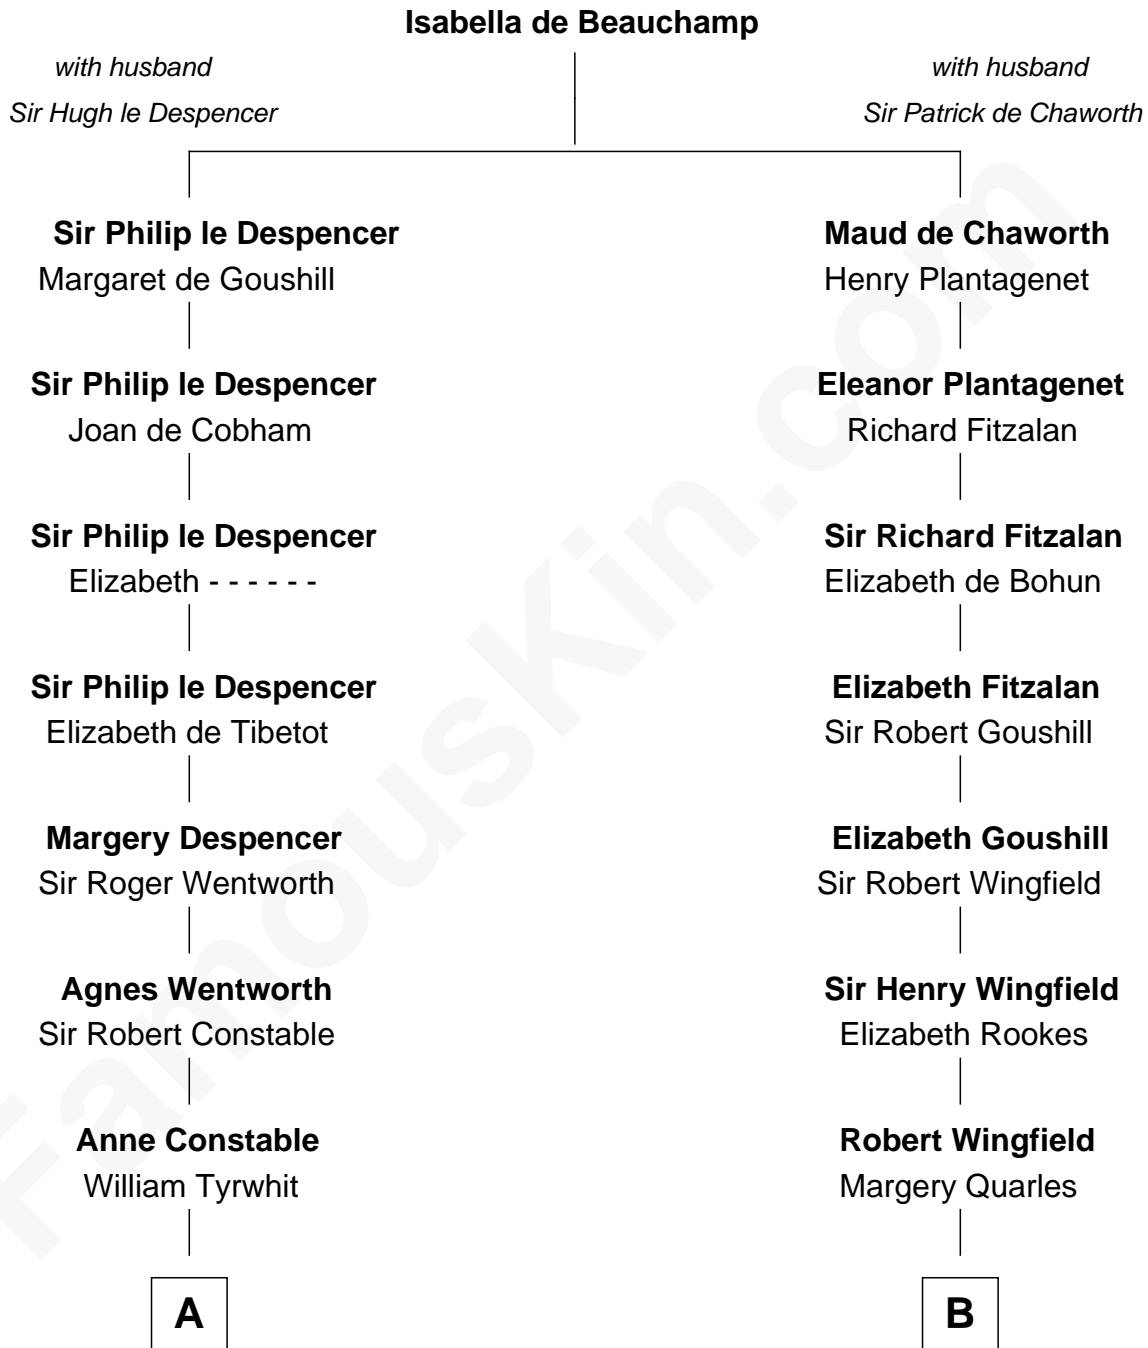 Isabella de Beauchamp
with husband
Sir Hugh le Despencer
with husband
Sir Patrick de Chaworth
Sir Philip le Despencer
Margaret de Goushill
Maud de Chaworth
Henry Plantagenet
Sir Philip le Despencer
Joan de Cobham
Eleanor Plantagenet
Richard Fitzalan
Sir Philip le Despencer
Elizabeth - - - - - -
Sir Richard Fitzalan
Elizabeth de Bohun
Sir Philip le Despencer
Elizabeth de Tibetot
Elizabeth Fitzalan
Sir Robert Goushill
Margery Despencer
Sir Roger Wentworth
Elizabeth Goushill
Sir Robert Wingfield
Agnes Wentworth
Sir Robert Constable
Sir Henry Wingfield
Elizabeth Rookes
Anne Constable
William Tyrwhit
Robert Wingfield
Margery Quarles
A
B
FamousKin.com